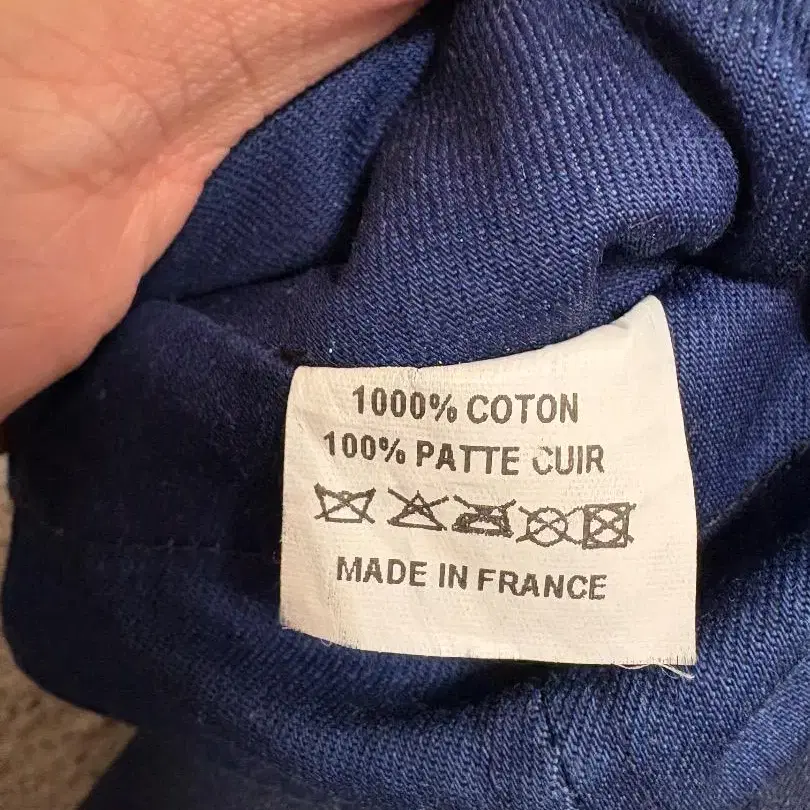 1000% COTON
100% PATTE CUIR
MADE IN FRANCE